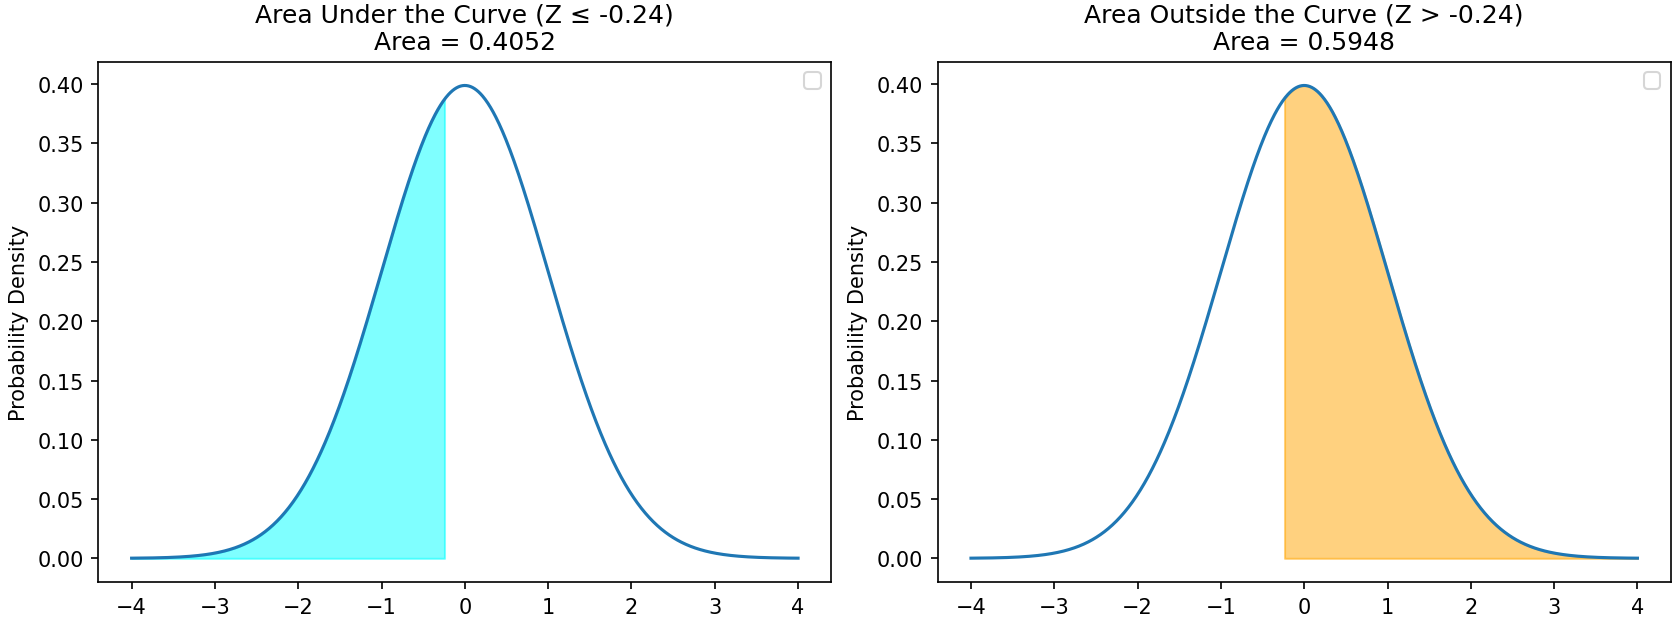 Area Under the Curve (Z ≤ -0.24)
Area = 0.4052
Probability Density
0.40
0.35
0.30
0.25
0.20
0.15
0.10
0.05
0.00
−4 −3 −2 −1 0 1 2 3 4
Area Outside the Curve (Z > -0.24)
Area = 0.5948
Probability Density
0.40
0.35
0.30
0.25
0.20
0.15
0.10
0.05
0.00
−4 −3 −2 −1 0 1 2 3 4